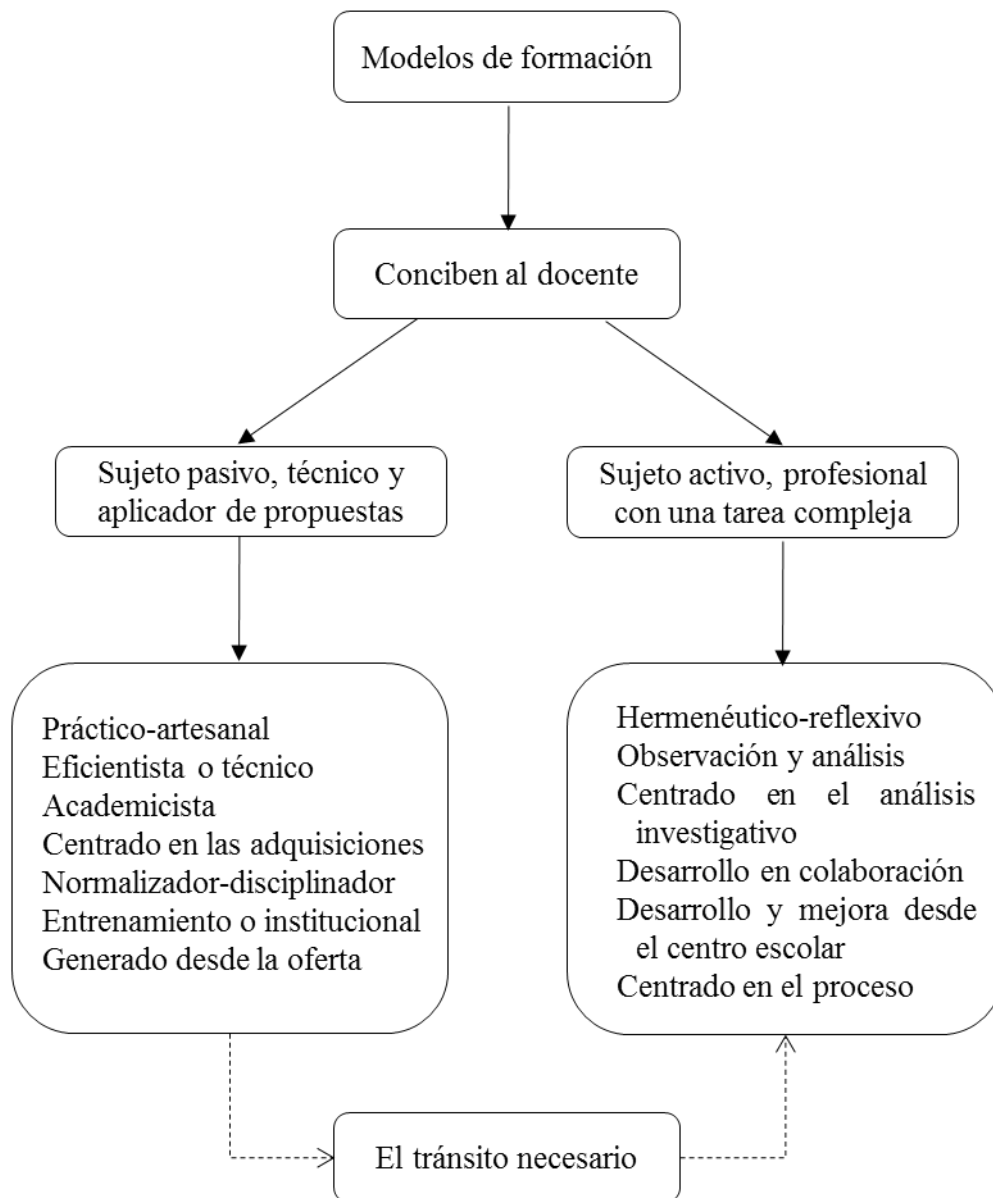 Modelos de formación
Conciben al docente
Sujeto pasivo, técnico y
aplicador de propuestas
Sujeto activo, profesional
con una tarea compleja
Práctico-artesanal
Eficientista o técnico
Academicista
Centrado en las adquisiciones
Normalizador-disciplinador
Entrenamiento o institucional
Generado desde la oferta
Hermenéutico-reflexivo
Observación y análisis
Centrado en el análisis
investigativo
Desarrollo en colaboración
Desarrollo y mejora desde
el centro escolar
Centrado en el proceso
El tránsito necesario